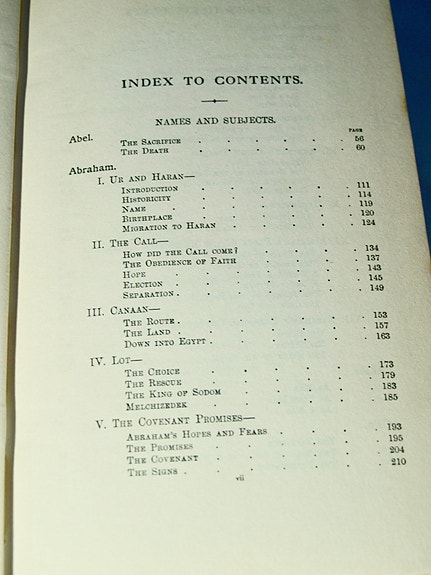 INDEX TO CONTENTS.
NAMES AND SUBJECTS.
PAGE
Abel.
THE SACRIFICE . . . . . . 56
THE DEATH . . . . . . 60
Abraham.
I. UR AND HARAN—
INTRODUCTION . . . . . 111
HISTORICITY . . . . . 114
NAME . . . . . . 119
BIRTHPLACE . . . . . 120
MIGRATION TO HARAN . . . . 124
II. THE CALL—
HOW DID THE CALL COME? . . . . 134
THE OBEDIENCE OF FAITH . . . . 137
HOPE . . . . . . 143
ELECTION . . . . . . 145
SEPARATION . . . . . . 149
III. CANAAN—
THE ROUTE . . . . . . 153
THE LAND . . . . . . 157
DOWN INTO EGYPT . . . . . 163
IV. LOT—
THE CHOICE . . . . . 173
THE RESCUE . . . . . 179
THE KING OF SODOM . . . . 183
MELCHIZEDEK . . . . . 185
V. THE COVENANT PROMISES—
ABRAHAM'S HOPES AND FEARS . . . . 193
THE PROMISES . . . . . 195
THE COVENANT . . . . . 204
THE SIGNS . . . . . . 210
vii